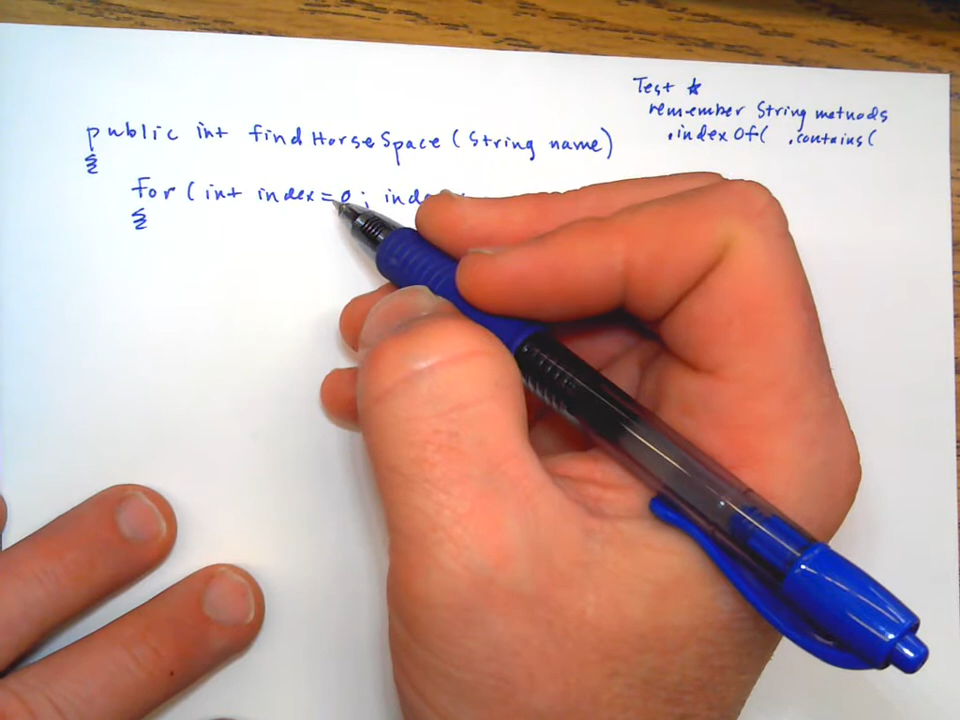 Test ★
remember String methods
.indexOf( .contains(
public int findHorseSpace (String name)
{
for (int index = 0; inde
{